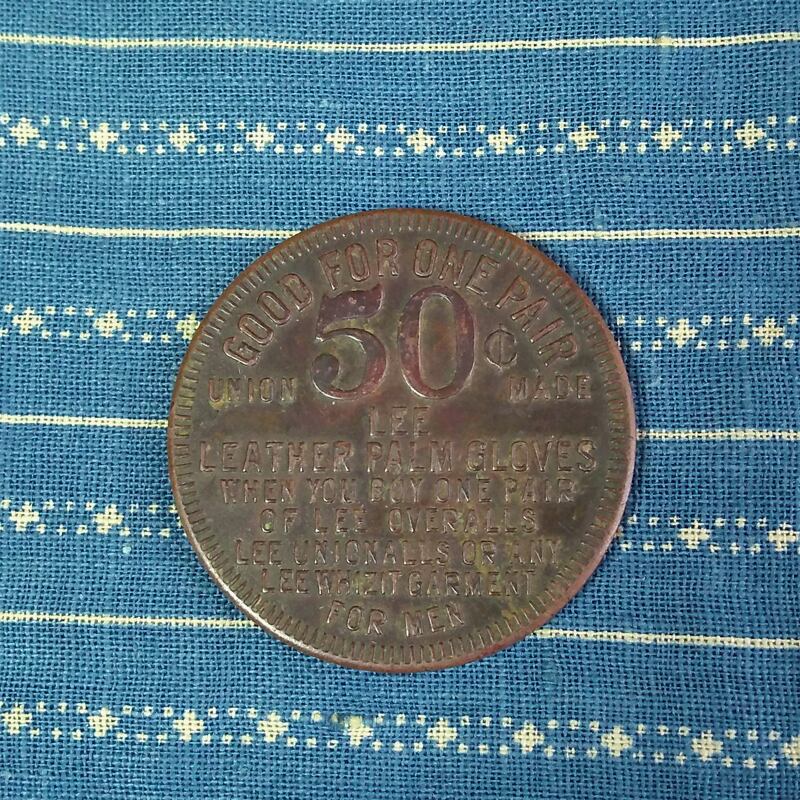 GOOD FOR ONE PAIR
50¢
UNION MADE
LEE
LEATHER PALM GLOVES
WHEN YOU BUY ONE PAIR
OF LEE OVERALLS
LEE UNIONALLS OR ANY
LEE WHIZIT GARMENT
FOR MEN